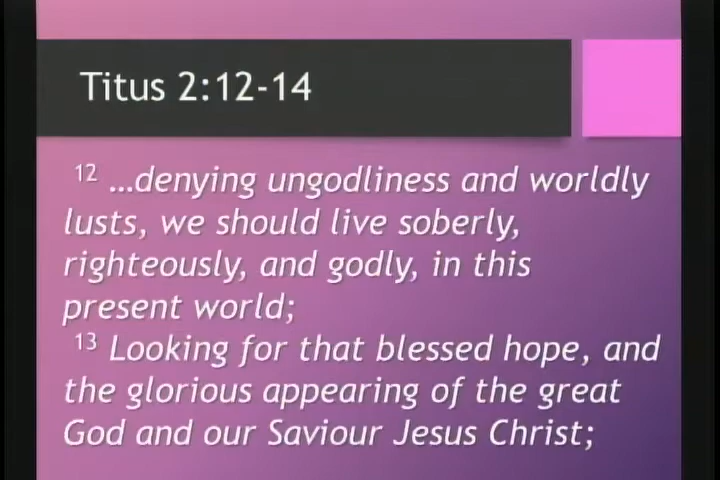 Titus 2:12-14
12 …denying ungodliness and worldly
lusts, we should live soberly,
righteously, and godly, in this
present world;
13 Looking for that blessed hope, and
the glorious appearing of the great
God and our Saviour Jesus Christ;